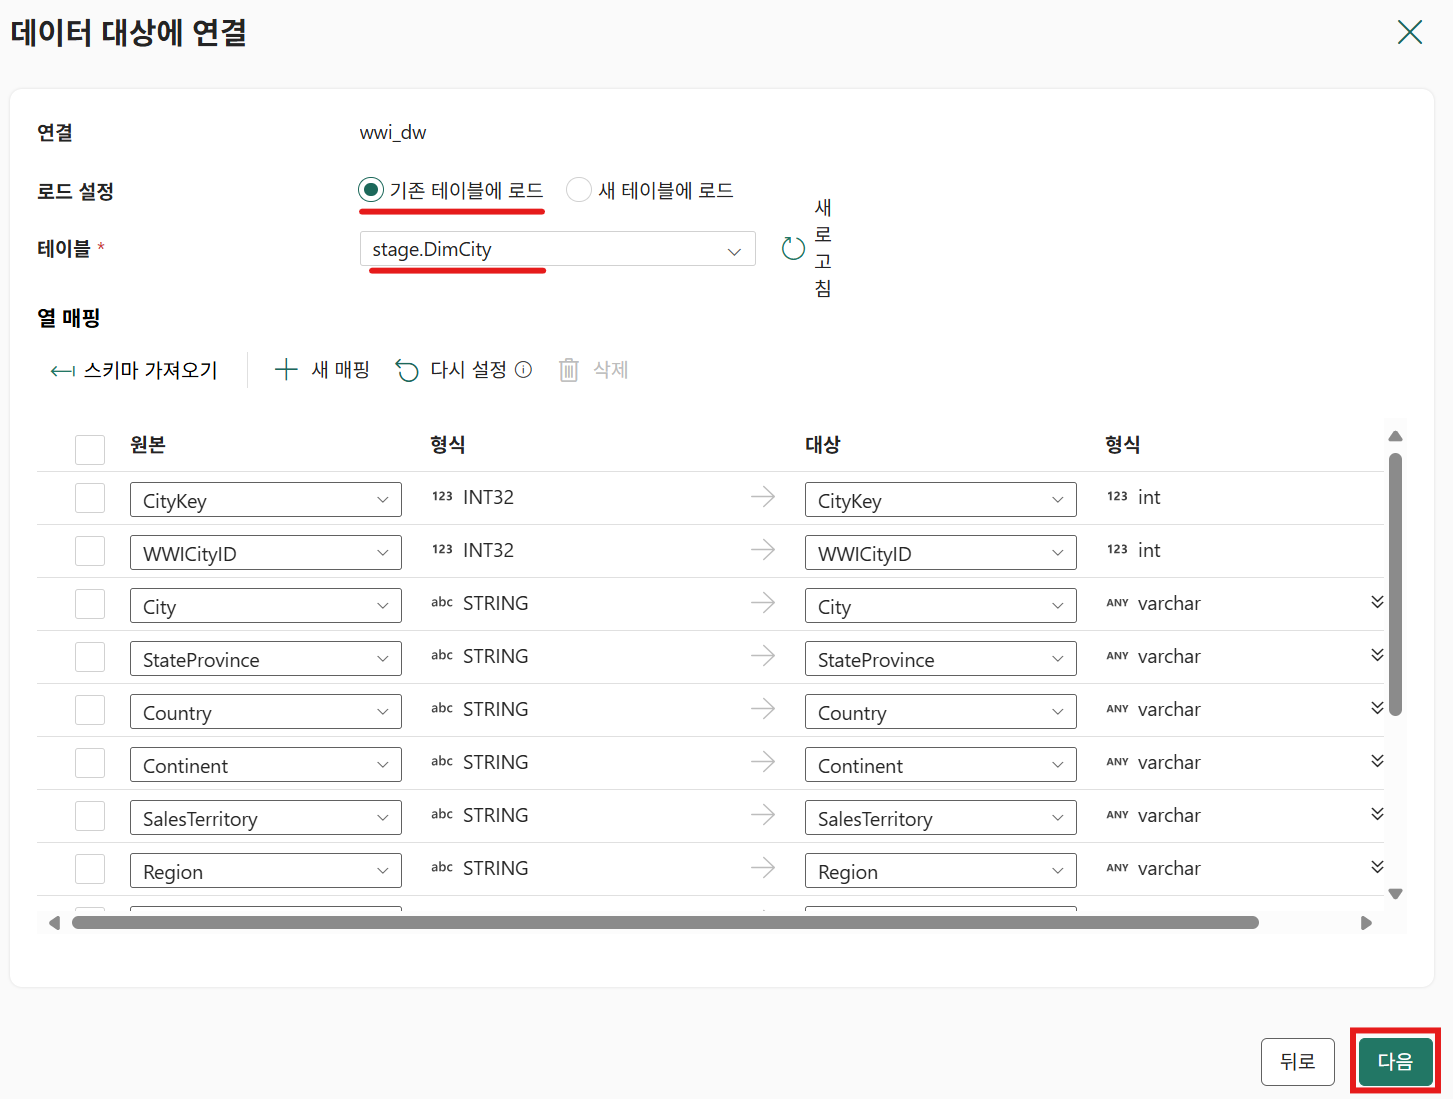 데이터 대상에 연결
연결 wwi_dw
로드 설정 기존 테이블에 로드 새 테이블에 로드
테이블 * stage.DimCity 새로 고침
열 매핑
스키마 가져오기 새 매핑 다시 설정 삭제
원본 형식 대상 형식
CityKey 123 INT32 CityKey 123 int
WWICityID 123 INT32 WWICityID 123 int
City abc STRING City ANY varchar
StateProvince abc STRING StateProvince ANY varchar
Country abc STRING Country ANY varchar
Continent abc STRING Continent ANY varchar
SalesTerritory abc STRING SalesTerritory ANY varchar
Region abc STRING Region ANY varchar
뒤로 다음